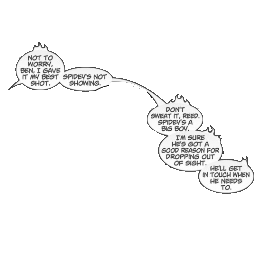 NOT TO
WORRY,
BEN. I GAVE
IT MY BEST
SHOT.
SPIDEY'S NOT
SHOWING.
DON'T
SWEAT IT, REED.
SPIDEY'S A
BIG BOY.
I'M SURE
HE'S GOT A
GOOD REASON FOR
DROPPING OUT
OF SIGHT.
HE'LL GET
IN TOUCH WHEN
HE NEEDS
TO.